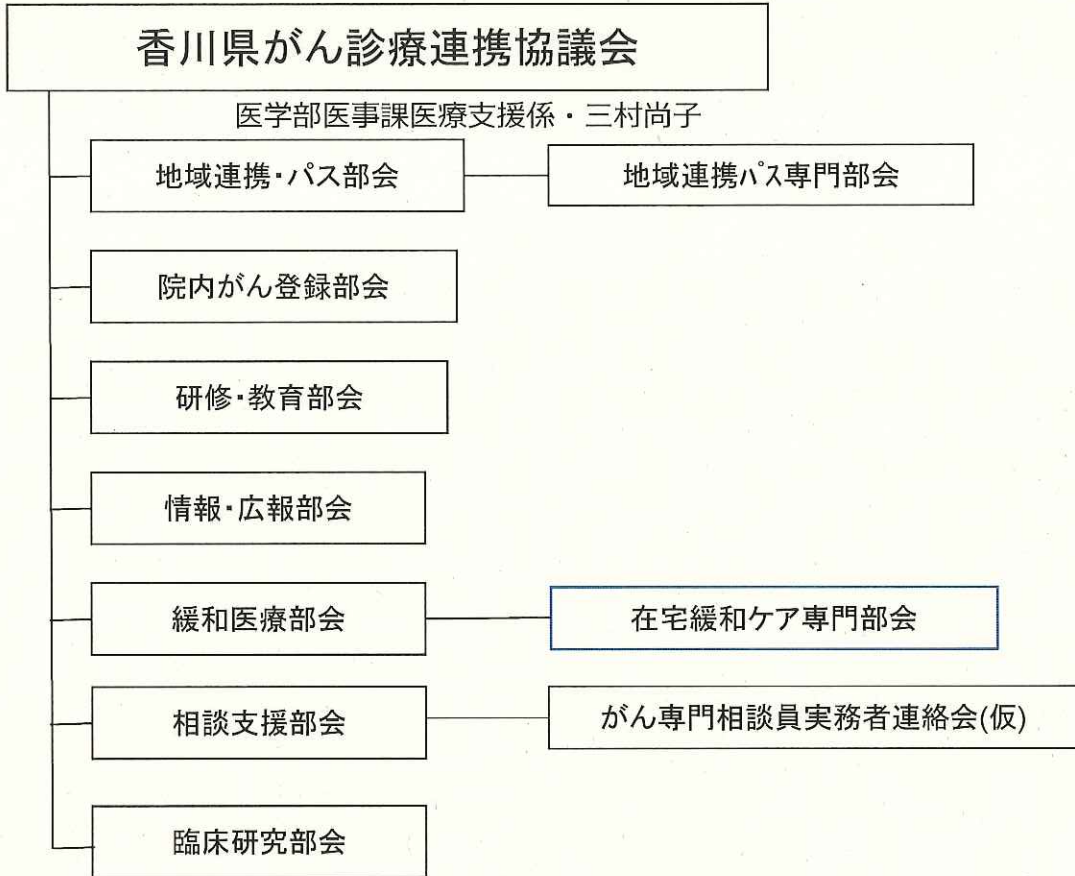 香川県がん診療連携協議会
医学部医事課医療支援係・三村尚子
地域連携・パス部会
地域連携パス専門部会
院内がん登録部会
研修・教育部会
情報・広報部会
緩和医療部会
在宅緩和ケア専門部会
相談支援部会
がん専門相談員実務者連絡会(仮)
臨床研究部会